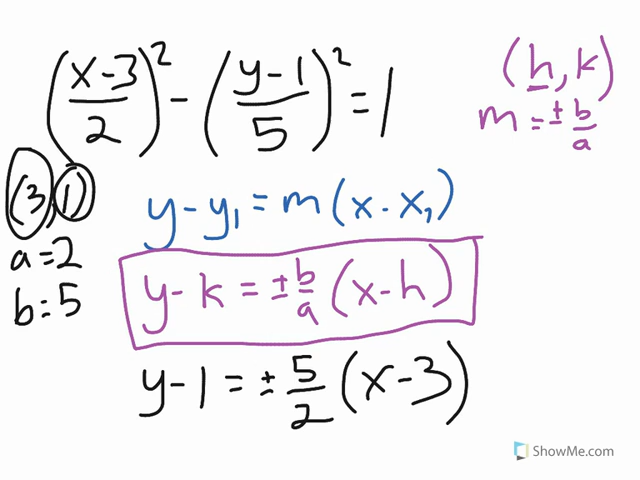 ((x-3)/2)² - ((y-1)/5)² = 1
(h, k)
m = ± b/a
(3, 1)
a = 2
b = 5
y - y₁ = m(x - x₁)
y - k = ± b/a (x - h)
y - 1 = ± 5/2 (x - 3)
ShowMe.com